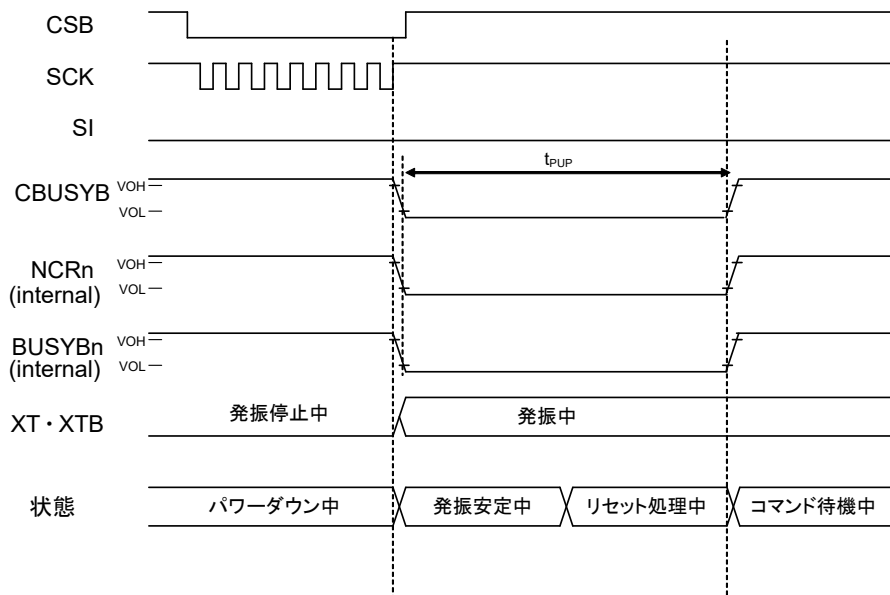 CSB
SCK
SI
tPUP
CBUSYB
VOH
VOL
NCRn
(internal)
VOH
VOL
BUSYBn
(internal)
VOH
VOL
XT・XTB
発振停止中
発振中
状態
パワーダウン中
発振安定中
リセット処理中
コマンド待機中